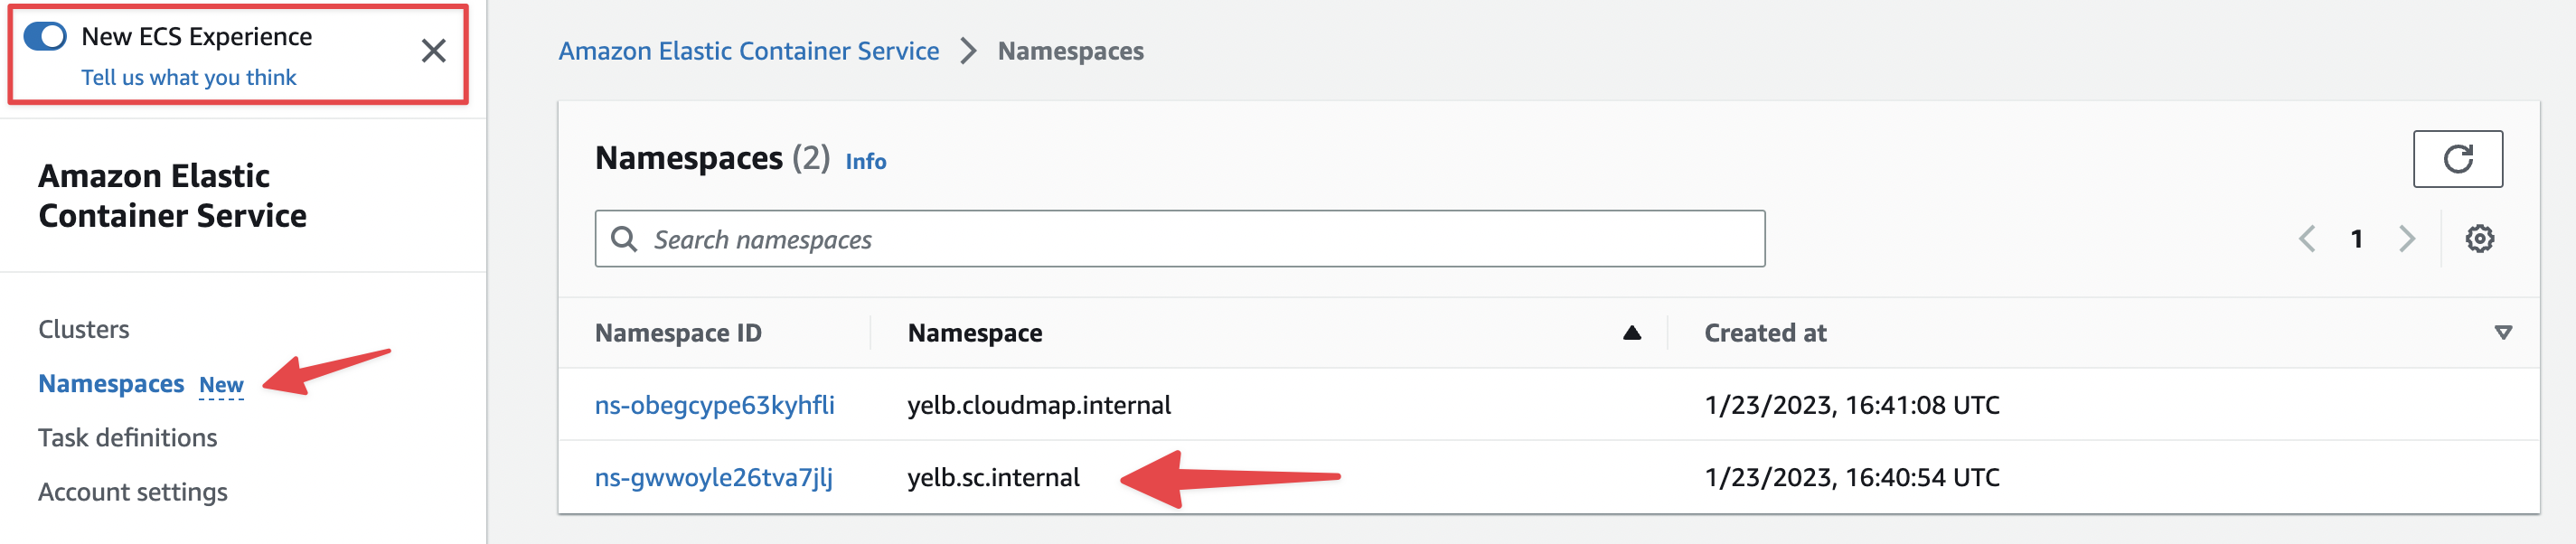 New ECS Experience
Tell us what you think
Amazon Elastic
Container Service
Clusters
Namespaces New
Task definitions
Account settings
Amazon Elastic Container Service > Namespaces
Namespaces (2) Info
Search namespaces
1
Namespace ID Namespace Created at
ns-obegcype63kyhfli yelb.cloudmap.internal 1/23/2023, 16:41:08 UTC
ns-gwwoyle26tva7jlj yelb.sc.internal 1/23/2023, 16:40:54 UTC